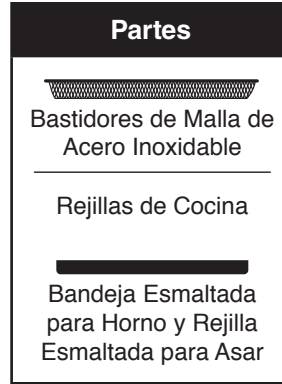 Partes
Bastidores de Malla de
Acero Inoxidable
Rejillas de Cocina
Bandeja Esmaltada
para Horno y Rejilla
Esmaltada para Asar